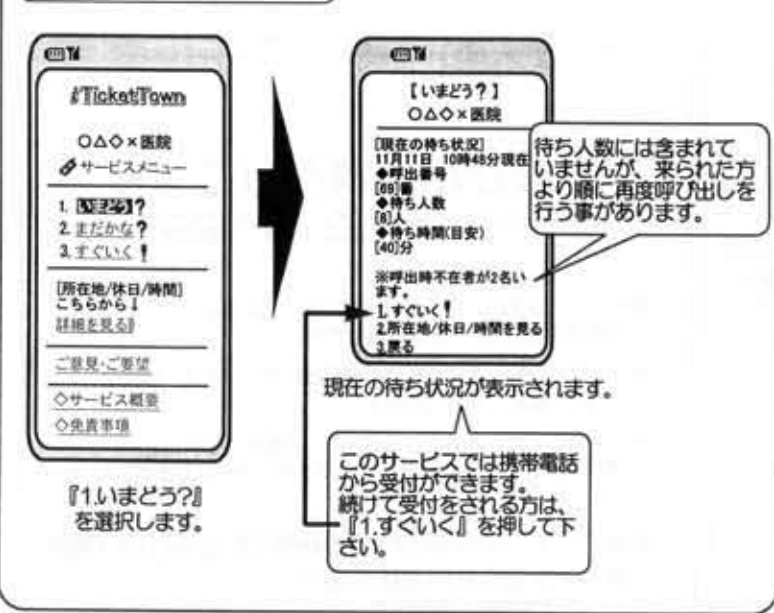 iTicketTown
○△◇×医院
サービスメニュー
1. いまどう?
2. まだかな?
3. すぐいく!
[所在地/休日/時間]
こちらから↓
詳細を見る
ご意見・ご要望
◇サービス概要
◇免責事項
『1.いまどう?』
を選択します。
【いまどう?】
○△◇×医院
[現在の待ち状況]
11月11日 10時48分現在
◆呼出番号
[69]番
◆待ち人数
[8]人
◆待ち時間(目安)
[40]分
※呼出時不在者が2名い
ます。
1.すぐいく!
2.所在地/休日/時間を見る
3.戻る
待ち人数には含まれて
いませんが、来られた方
より順に再度呼び出しを
行う事があります。
現在の待ち状況が表示されます。
このサービスでは携帯電話
から受付ができます。
続けて受付をされる方は、
『1.すぐいく』を押して下
さい。